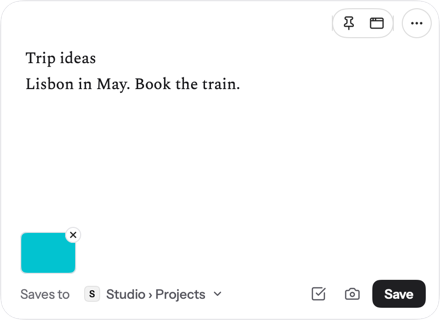 Trip ideas
Lisbon in May. Book the train.
Saves to S Studio › Projects
Save